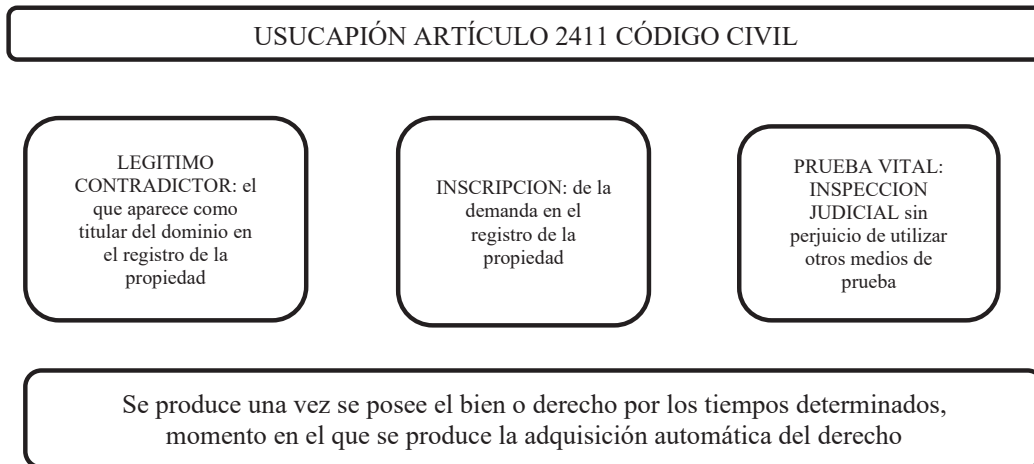 USUCAPIÓN ARTÍCULO 2411 CÓDIGO CIVIL
LEGITIMO
CONTRADICTOR: el
que aparece como
titular del dominio en
el registro de la
propiedad
INSCRIPCION: de la
demanda en el
registro de la
propiedad
PRUEBA VITAL:
INSPECCION
JUDICIAL sin
perjuicio de utilizar
otros medios de
prueba
Se produce una vez se posee el bien o derecho por los tiempos determinados,
momento en el que se produce la adquisición automática del derecho